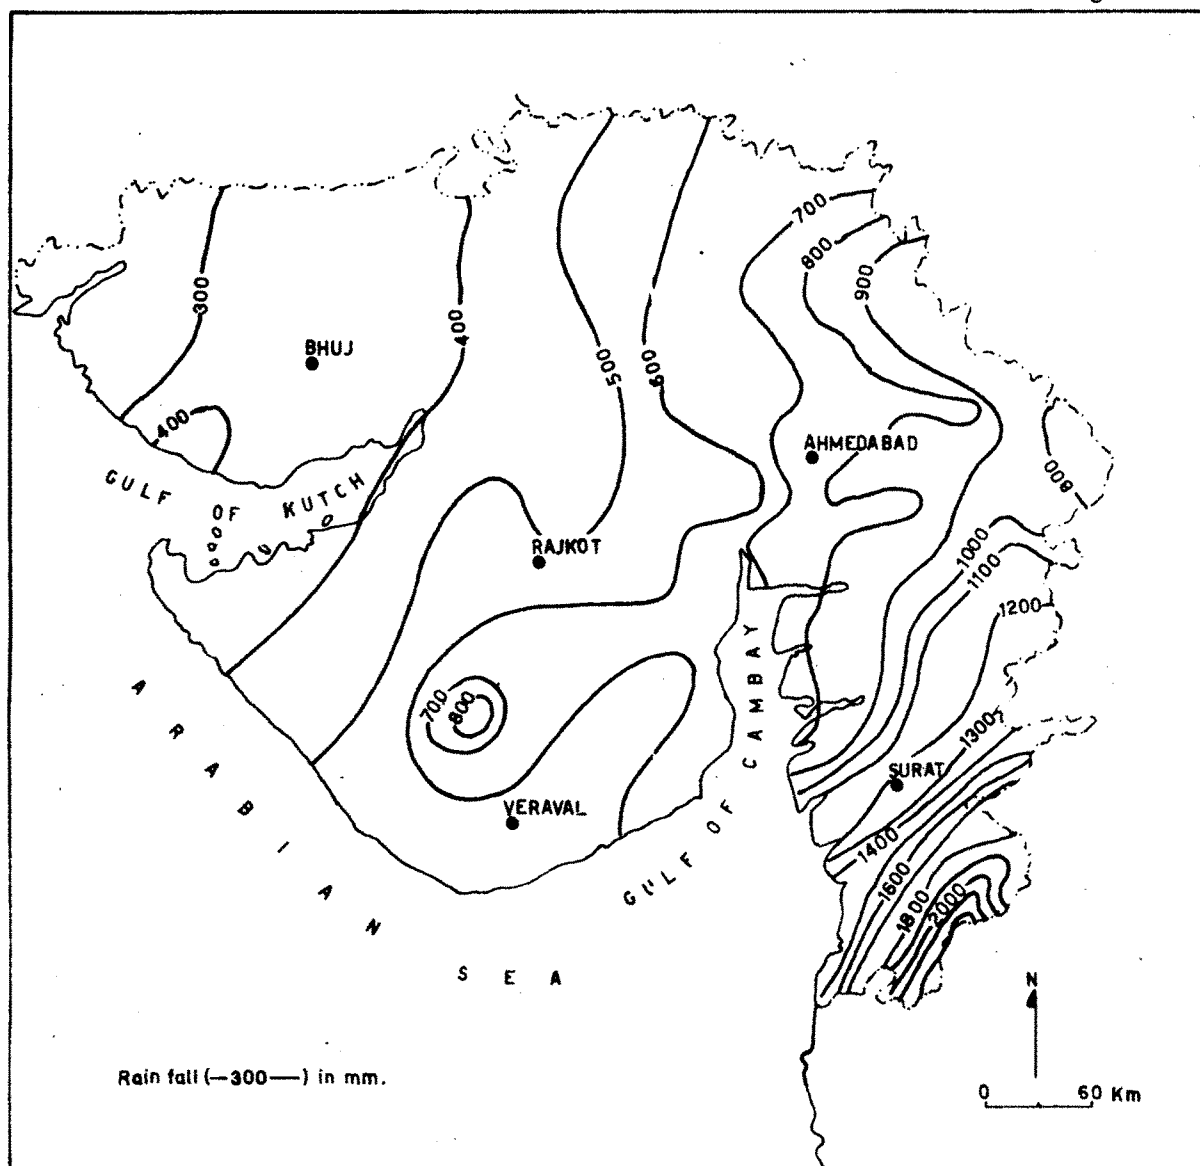 700
800
900
300
BHUJ
400
500
600
400
AHMEDABAD
800
GULF OF KUTCH
RAJKOT
1000
1100
1200
700
800
GULF OF CAMBAY
1300
SURAT
VERAVAL
1400
1600
1800
2000
ARABIAN SEA
N
Rain fall (—300—) in mm.
0 60 Km